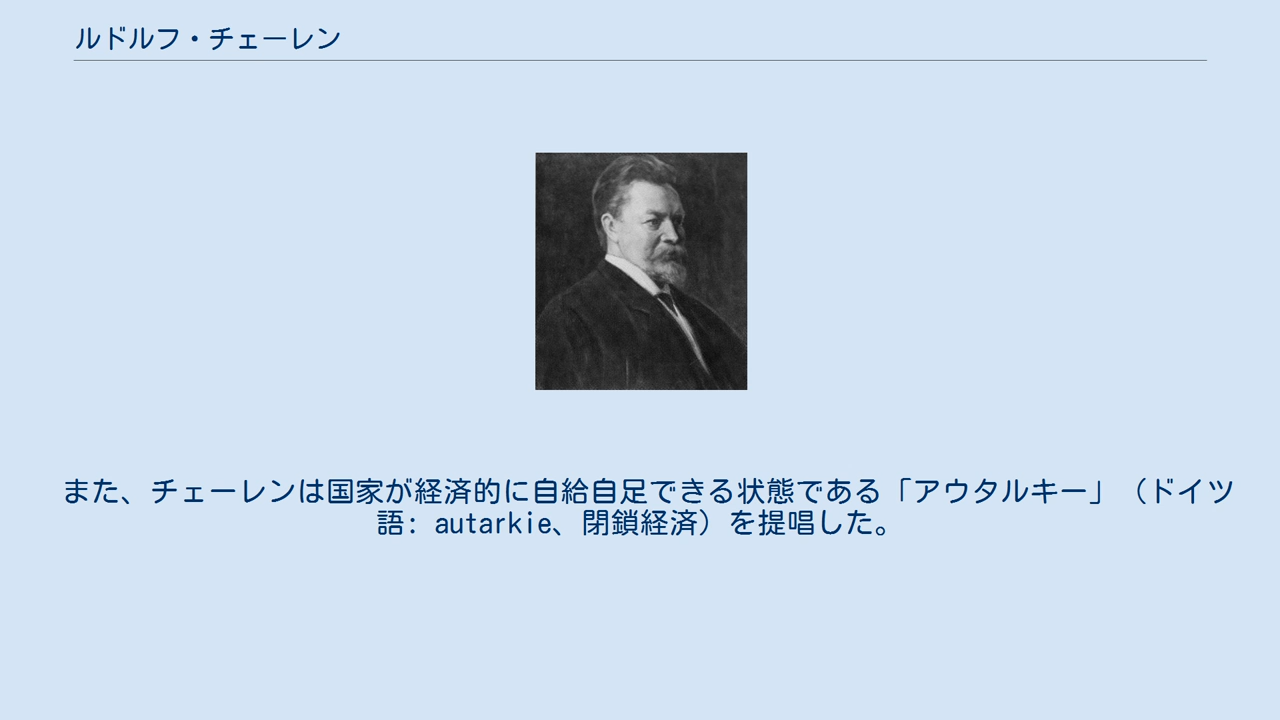 ルドルフ・チェーレン
また、チェーレンは国家が経済的に自給自足できる状態である「アウタルキー」（ドイツ
語: autarkie、閉鎖経済）を提唱した。